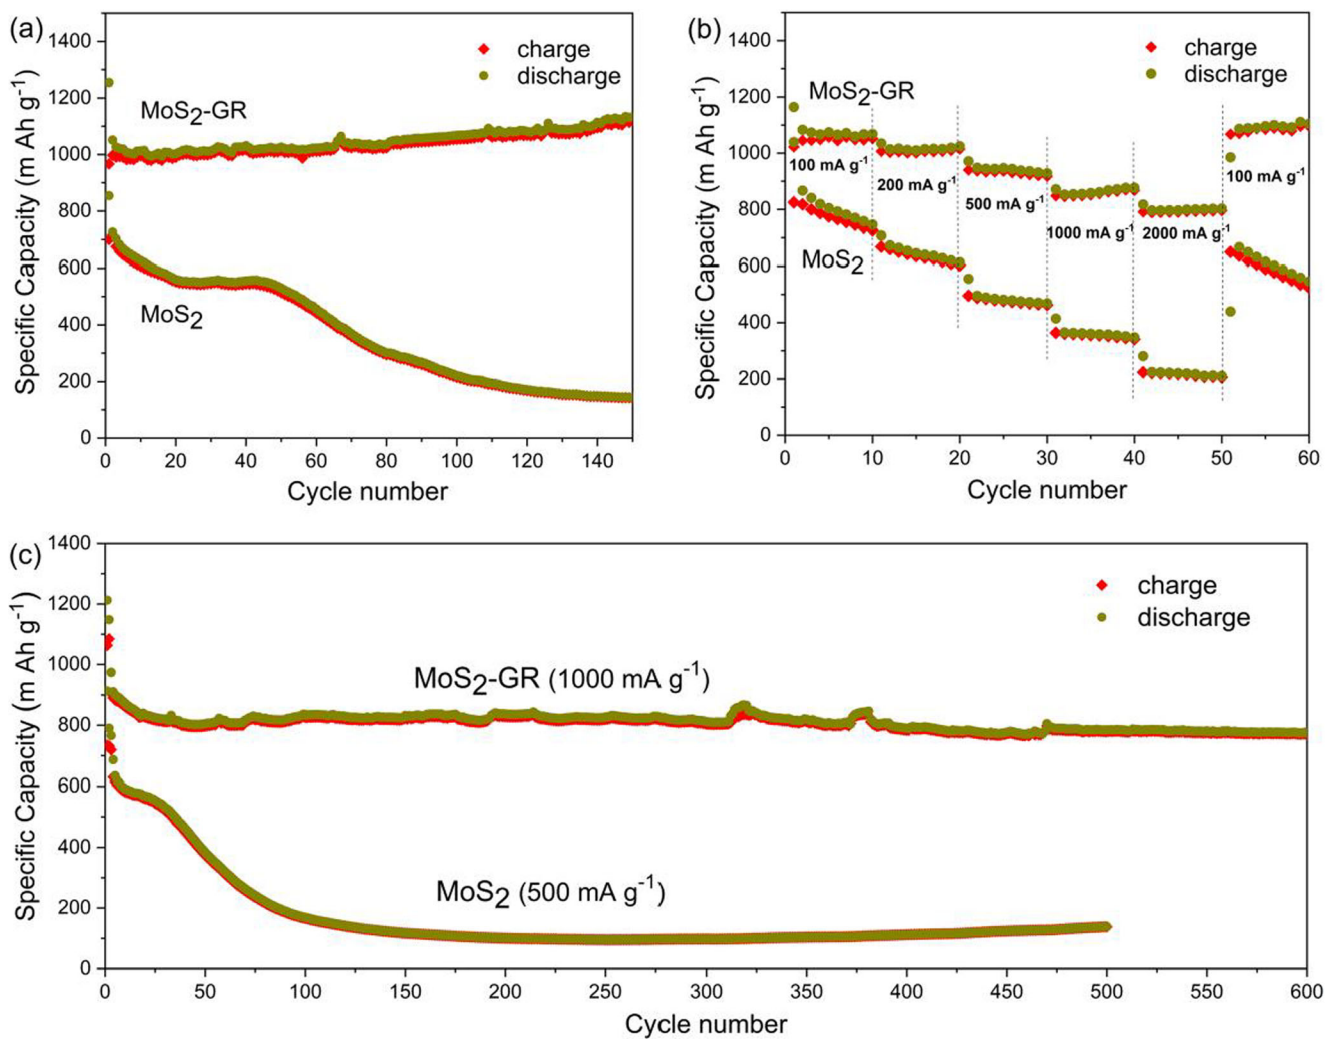 (a)
1400
1200
1000
800
600
400
200
0
Specific Capacity (m Ah g⁻¹)
charge
discharge
MoS₂-GR
MoS₂
0 20 40 60 80 100 120 140
Cycle number
(b)
1400
1200
1000
800
600
400
200
0
Specific Capacity (m Ah g⁻¹)
charge
discharge
MoS₂-GR
100 mA g⁻¹
200 mA g⁻¹
500 mA g⁻¹
1000 mA g⁻¹
2000 mA g⁻¹
100 mA g⁻¹
MoS₂
0 10 20 30 40 50 60
Cycle number
(c)
1400
1200
1000
800
600
400
200
0
Specific Capacity (m Ah g⁻¹)
charge
discharge
MoS₂-GR (1000 mA g⁻¹)
MoS₂ (500 mA g⁻¹)
0 50 100 150 200 250 300 350 400 450 500 550 600
Cycle number